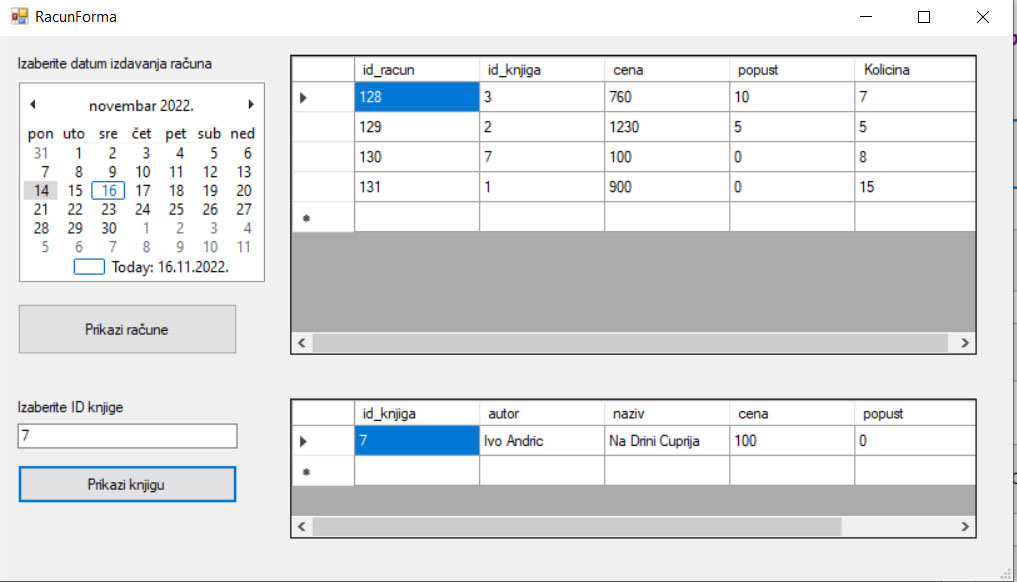 RacunForma
Izaberite datum izdavanja računa
novembar 2022.
pon uto sre čet pet sub ned
31 1 2 3 4 5 6
7 8 9 10 11 12 13
14 15 16 17 18 19 20
21 22 23 24 25 26 27
28 29 30 1 2 3 4
5 6 7 8 9 10 11
Today: 16.11.2022.
Prikazi račune
id_racun id_knjiga cena popust Kolicina
128 3 760 10 7
129 2 1230 5 5
130 7 100 0 8
131 1 900 0 15
Izaberite ID knjige
7
Prikazi knjigu
id_knjiga autor naziv cena popust
7 Ivo Andric Na Drini Cuprija 100 0